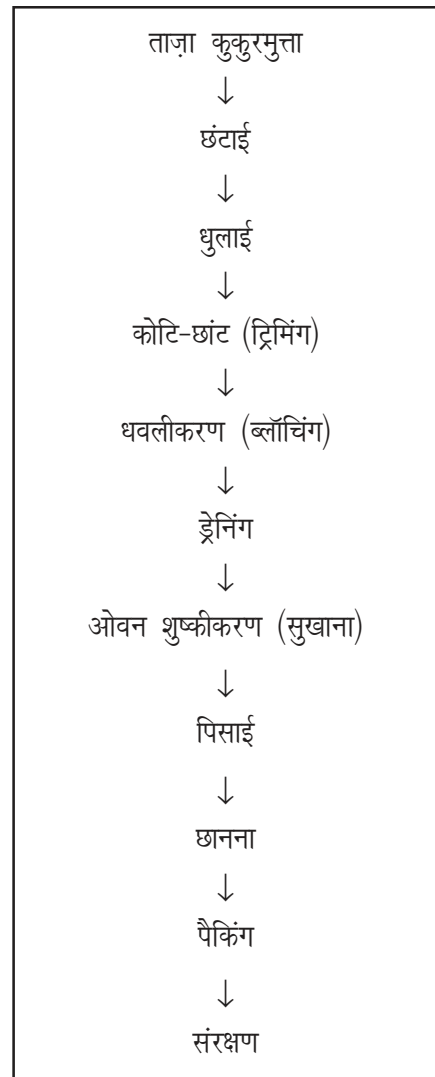 ताज़ा कुकुरमुत्ता
↓
छंटाई
↓
धुलाई
↓
कोटि-छांट (ट्रिमिंग)
↓
धवलीकरण (ब्लॉचिंग)
↓
ड्रेनिंग
↓
ओवन शुष्कीकरण (सुखाना)
↓
पिसाई
↓
छानना
↓
पैकिंग
↓
संरक्षण